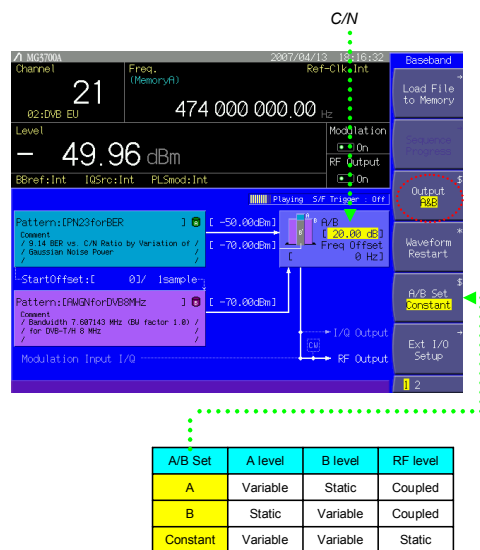 C/N
MG3700A 2007/04/13 18:16:32
Channel
21
02:DVB EU
Freq. Ref-Clk:Int
(MemoryA)
474 000 000.00 Hz
Level
- 49.96 dBm
Modulation
On
RF Output
On
BBref:Int IQSrc:Int PLSmod:Int
Playing S/F Trigger : Off
Pattern:[PN23forBER ]
Comment
/ 9.14 BER vs. C/N Ratio by Variation of /
/ Gaussian Noise Power /
/ /
[ -50.00dBm]
[ -70.00dBm]
A B A/B
[ 20.00 dB]
Freq Offset
[ 0 Hz]
StartOffset:[ 0]/ 1sample
Pattern:[AWGNforDVB8MHz ]
Comment
/ Bandwidth 7.607143 MHz (BW factor 1.0) /
/ for DVB-T/H 8 MHz /
/ /
[ -70.00dBm]
I/Q Output
CW
Modulation Input I/Q
RF Output
Baseband
Load File
to Memory
Sequence
Progress
Output
A&B
Waveform
Restart
A/B Set
Constant
Ext I/O
Setup
1 2
A/B Set A level B level RF level
A Variable Static Coupled
B Static Variable Coupled
Constant Variable Variable Static